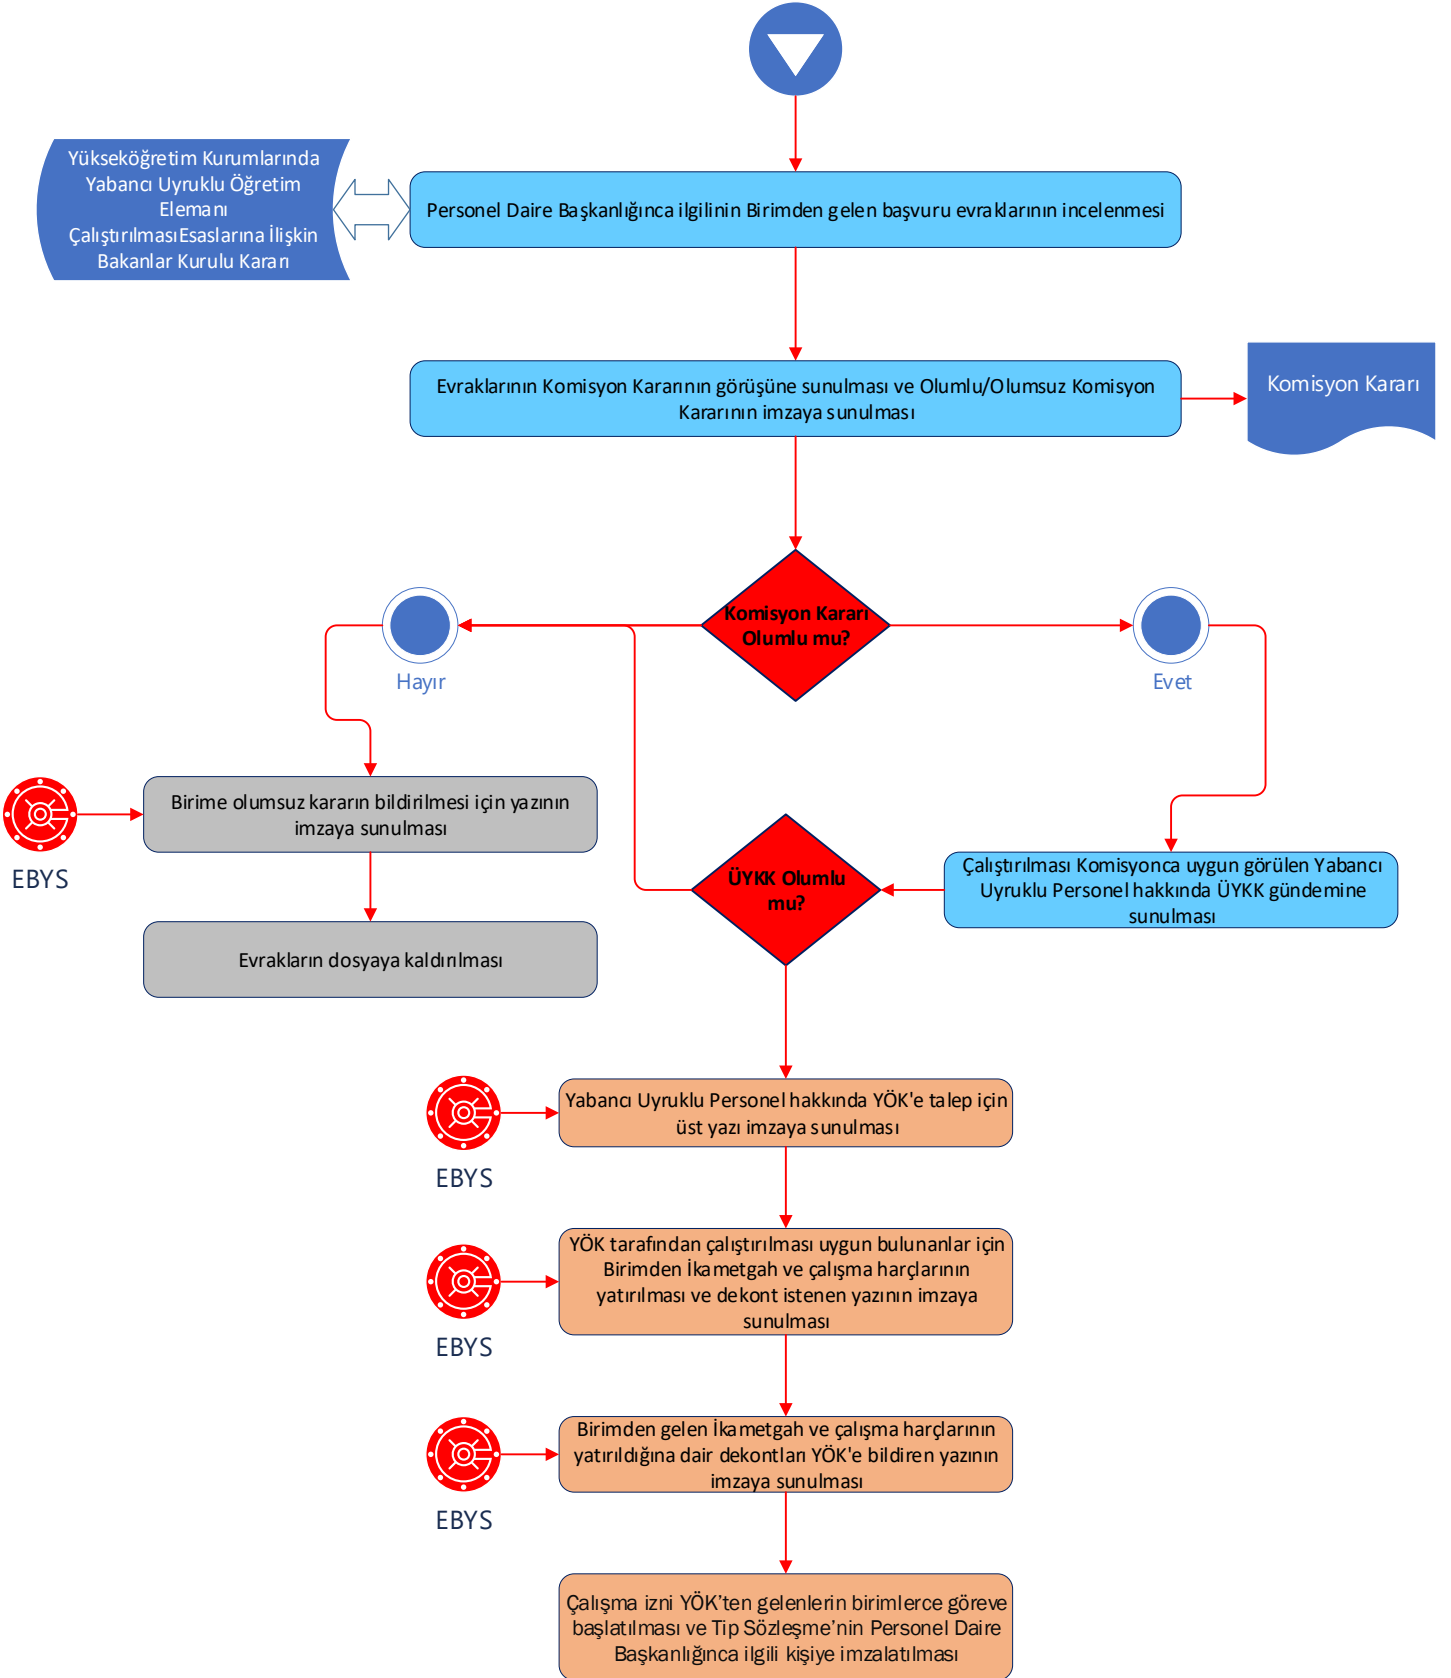 Yükseköğretim Kurumlarında
Yabancı Uyruklu Öğretim
Elemanı
ÇalıştırılmasıEsaslarına İlişkin
Bakanlar Kurulu Kararı
Personel Daire Başkanlığınca ilgilinin Birimden gelen başvuru evraklarının incelenmesi
Evraklarının Komisyon Kararının görüşüne sunulması ve Olumlu/Olumsuz Komisyon
Kararının imzaya sunulması
Komisyon Kararı
Komisyon Kararı
Olumlu mu?
Hayır
Evet
Birime olumsuz kararın bildirilmesi için yazının
imzaya sunulması
EBYS
ÜYKK Olumlu
mu?
Çalıştırılması Komisyonca uygun görülen Yabancı
Uyruklu Personel hakkında ÜYKK gündemine
sunulması
Evrakların dosyaya kaldırılması
Yabancı Uyruklu Personel hakkında YÖK'e talep için
üst yazı imzaya sunulması
EBYS
YÖK tarafından çalıştırılması uygun bulunanlar için
Birimden İkametgah ve çalışma harçlarının
yatırılması ve dekont istenen yazının imzaya
sunulması
EBYS
Birimden gelen İkametgah ve çalışma harçlarının
yatırıldığına dair dekontları YÖK'e bildiren yazının
imzaya sunulması
EBYS
Çalışma izni YÖK’ten gelenlerin birimlerce göreve
başlatılması ve Tip Sözleşme’nin Personel Daire
Başkanlığınca ilgili kişiye imzalatılması